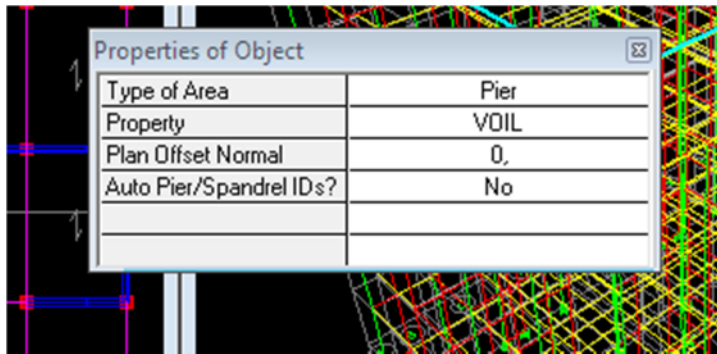 Properties of Object
Type of Area Pier
Property VOIL
Plan Offset Normal 0,
Auto Pier/Spandrel IDs? No